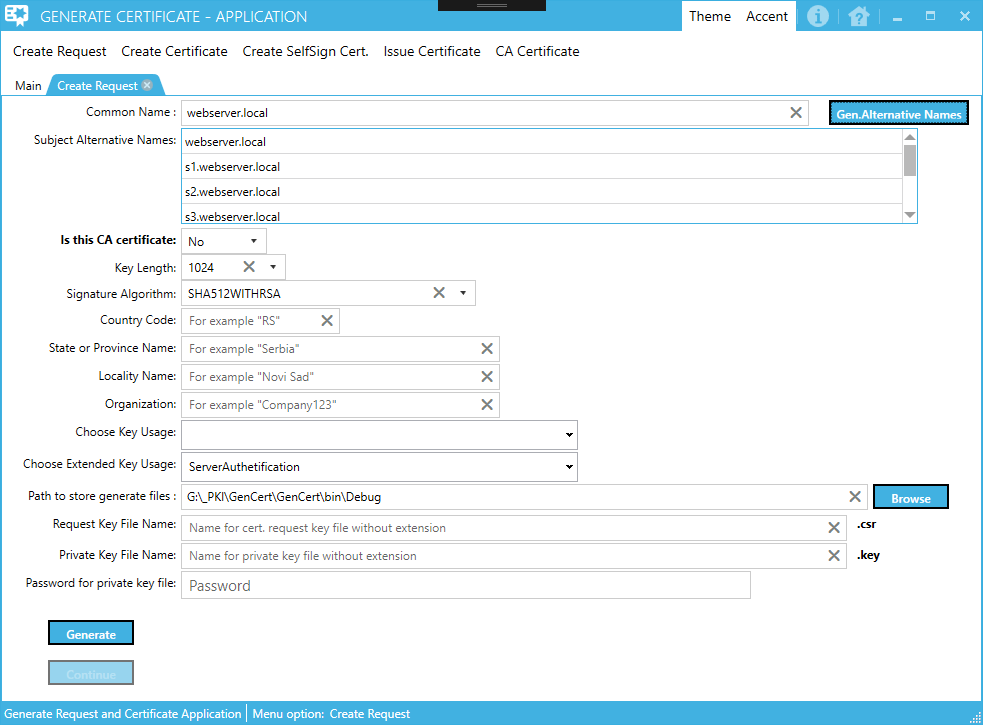 GENERATE CERTIFICATE - APPLICATION
Theme Accent
Create Request Create Certificate Create SelfSign Cert. Issue Certificate CA Certificate
Main Create Request
Common Name : webserver.local Gen.Alternative Names
Subject Alternative Names: webserver.local
s1.webserver.local
s2.webserver.local
s3.webserver.local
Is this CA certificate: No
Key Length: 1024
Signature Algorithm: SHA512WITHRSA
Country Code: For example "RS"
State or Province Name: For example "Serbia"
Locality Name: For example "Novi Sad"
Organization: For example "Company123"
Choose Key Usage:
Choose Extended Key Usage: ServerAuthetification
Path to store generate files : G:\_PKI\GenCert\GenCert\bin\Debug Browse
Request Key File Name: Name for cert. request key file without extension .csr
Private Key File Name: Name for private key file without extension .key
Password for private key file: Password
Generate
Continue
Generate Request and Certificate Application Menu option: Create Request